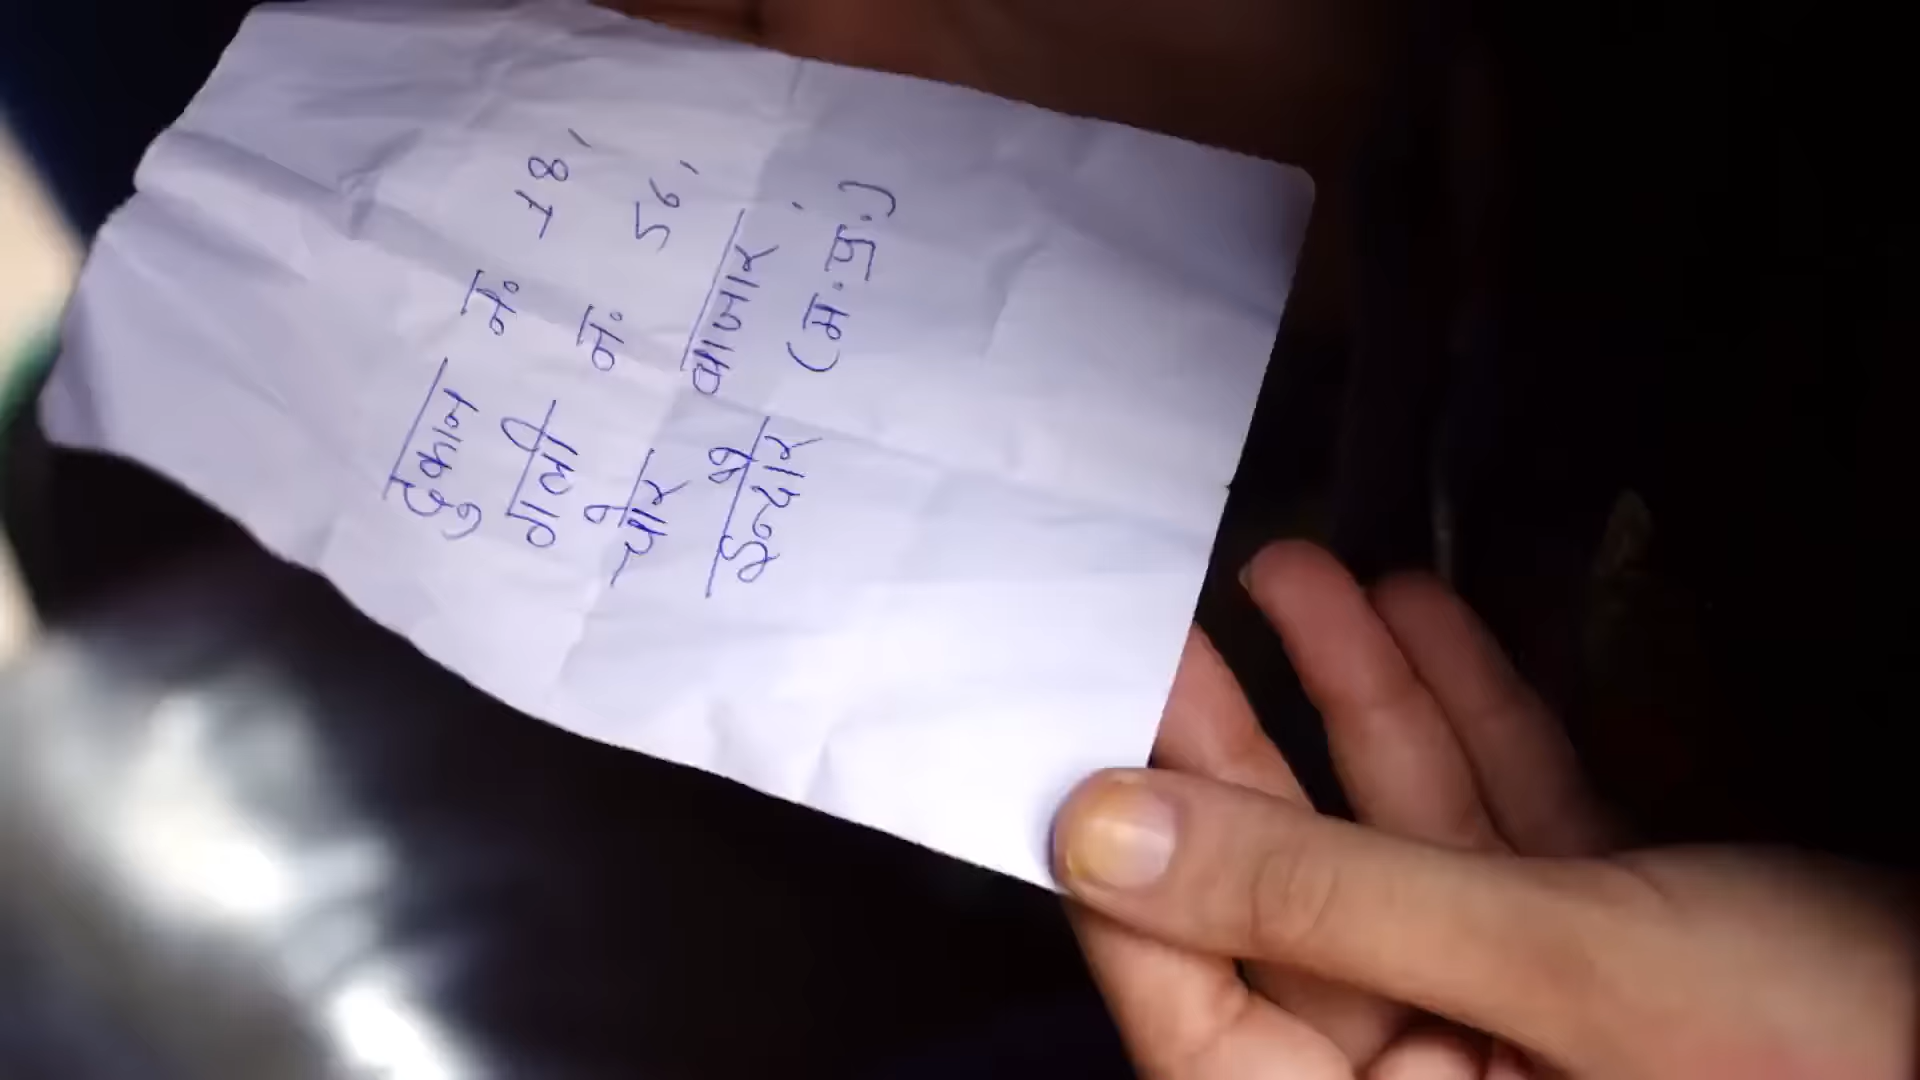 दुकान नं. 18,
गली नं. 56,
चोर बाजार,
इन्दौर (म.प्र.)